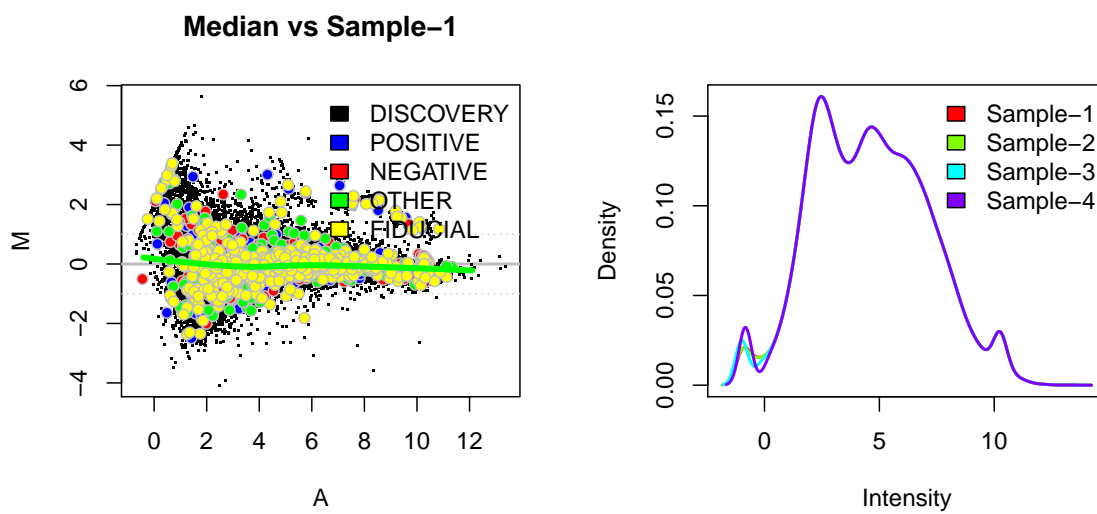 Median vs Sample−1
6
4
2
0
−2
−4
M
0 2 4 6 8 10 12
A
DISCOVERY
POSITIVE
NEGATIVE
OTHER
FIDUCIAL
0.15
0.10
0.05
0.00
Density
0 5 10
Intensity
Sample−1
Sample−2
Sample−3
Sample−4